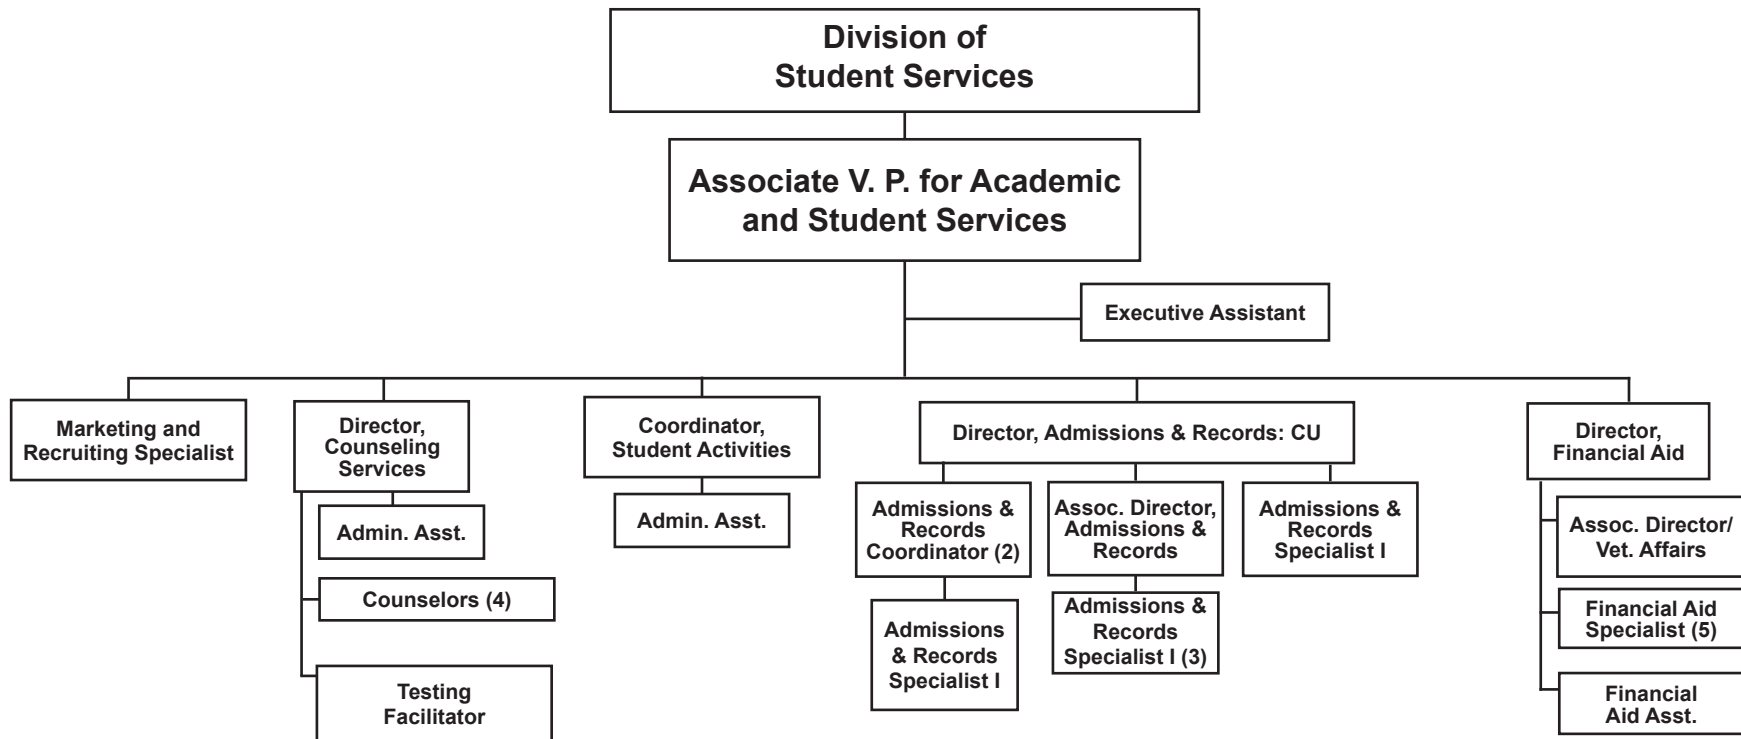 Division of
Student Services
Associate V. P. for Academic
and Student Services
Executive Assistant
Marketing and
Recruiting Specialist
Director,
Counseling
Services
Admin. Asst.
Counselors (4)
Testing
Facilitator
Coordinator,
Student Activities
Admin. Asst.
Director, Admissions & Records: CU
Admissions &
Records
Coordinator (2)
Admissions
& Records
Specialist I
Assoc. Director,
Admissions &
Records
Admissions &
Records
Specialist I (3)
Admissions &
Records
Specialist I
Director,
Financial Aid
Assoc. Director/
Vet. Affairs
Financial Aid
Specialist (5)
Financial
Aid Asst.